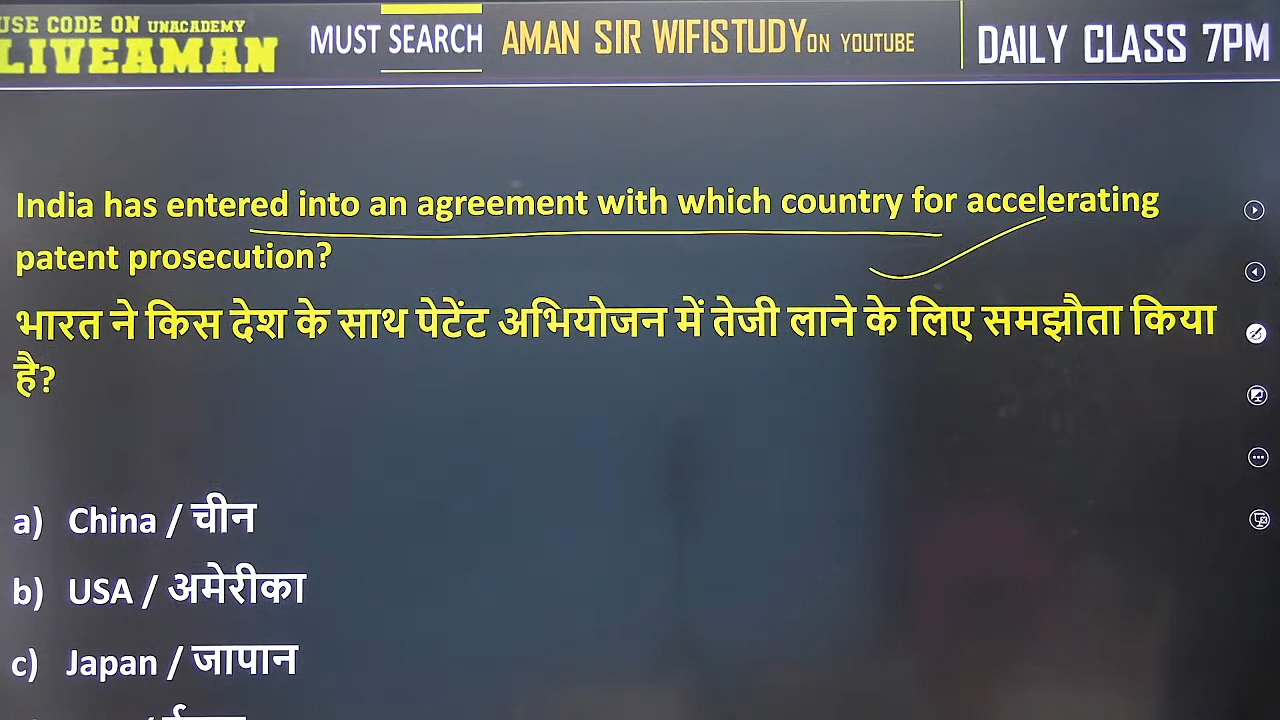 USE CODE ON UNACADEMY
LIVEAMAN
MUST SEARCH
AMAN SIR WIFISTUDY ON YOUTUBE
DAILY CLASS 7PM
India has entered into an agreement with which country for accelerating
patent prosecution?
भारत ने किस देश के साथ पेटेंट अभियोजन में तेजी लाने के लिए समझौता किया
है?
a) China / चीन
b) USA / अमेरीका
c) Japan / जापान